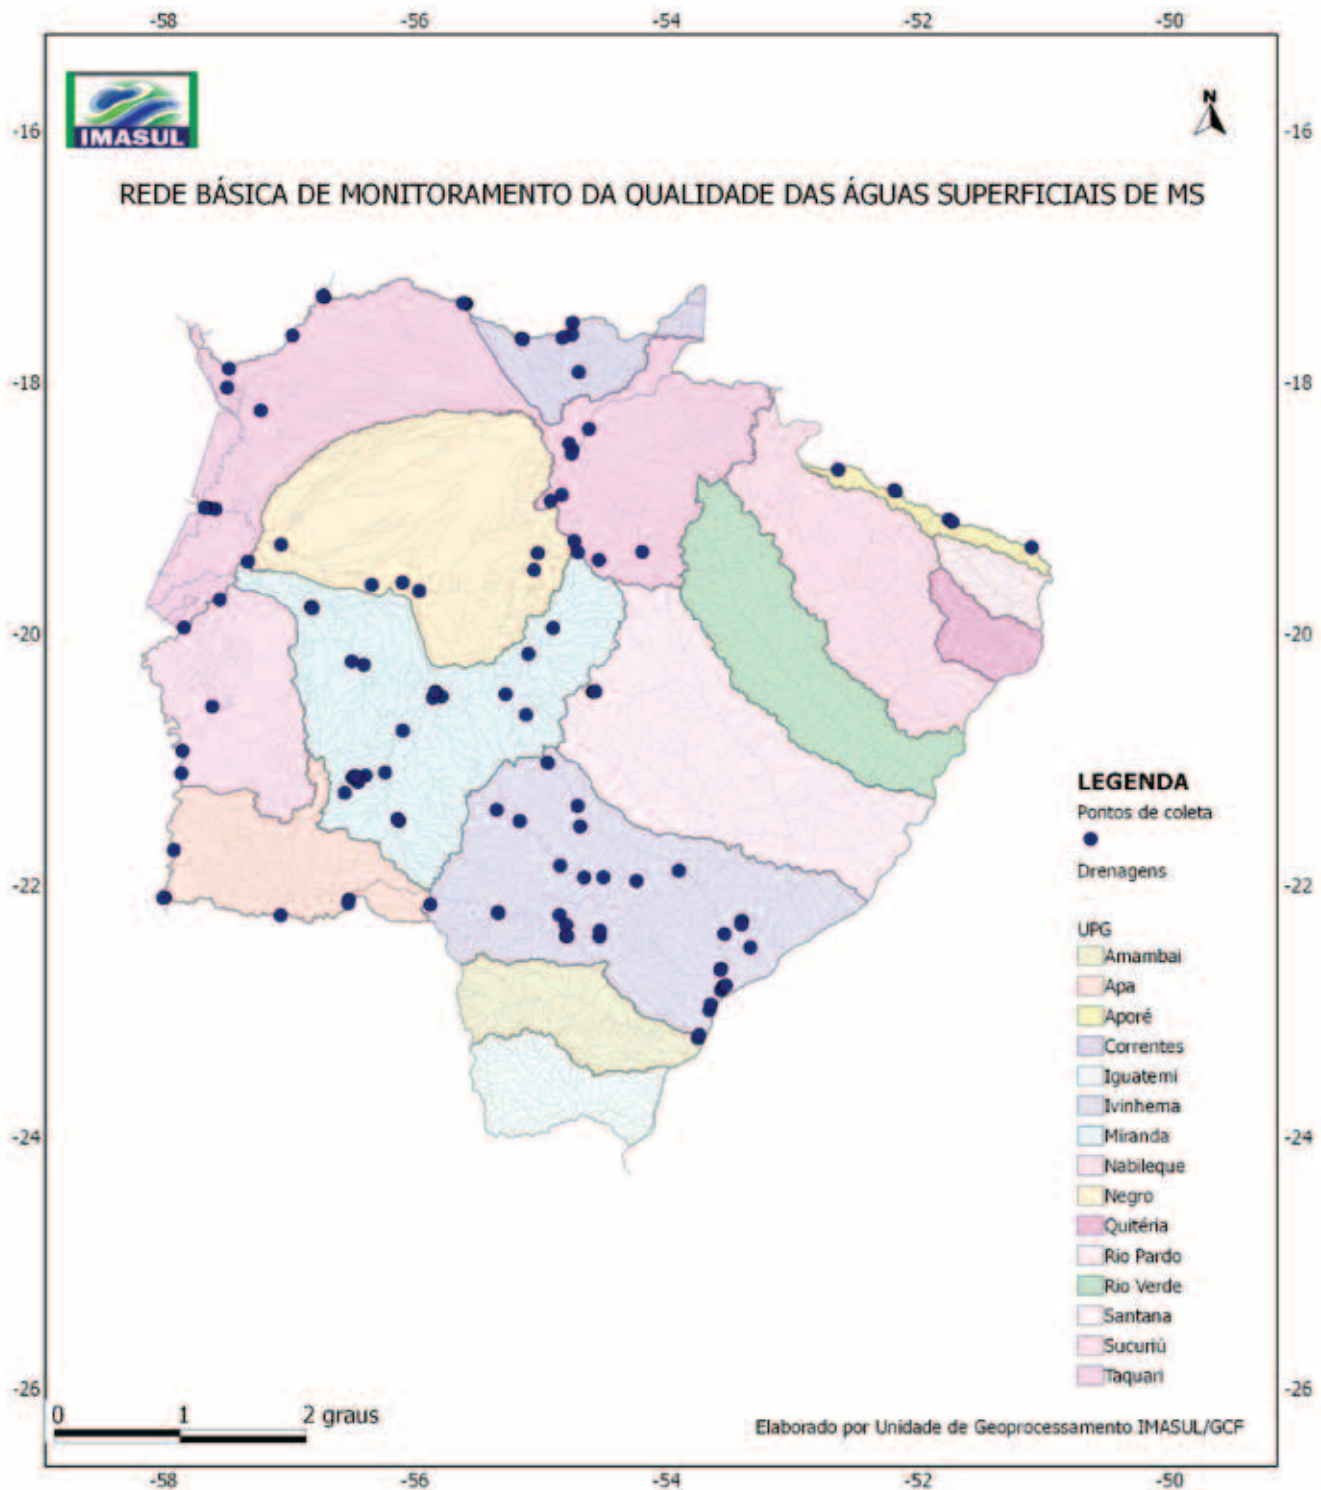 -58 -56 -54 -52 -50
IMASUL
N
-16 -16
REDE BÁSICA DE MONITORAMENTO DA QUALIDADE DAS ÁGUAS SUPERFICIAIS DE MS
-18 -18
-20 -20
LEGENDA
Pontos de coleta
Drenagens
-22 -22
UPG
Amambai
Apa
Aporé
Correntes
Iguatemi
Ivinhema
-24 -24
Miranda
Nabileque
Negro
Quitéria
Rio Pardo
Rio Verde
Santana
Sucuriú
Taquari
-26 -26
0 1 2 graus
Elaborado por Unidade de Geoprocessamento IMASUL/GCF
-58 -56 -54 -52 -50